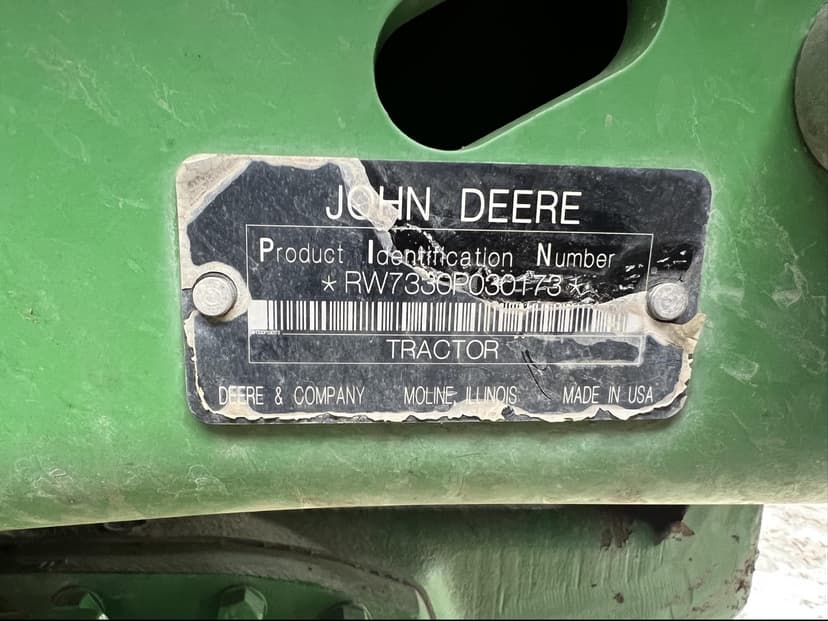 JOHN DEERE
Product Identification Number
*RW7330P030173*
TRACTOR
DEERE & COMPANY MOLINE, ILLINOIS MADE IN USA